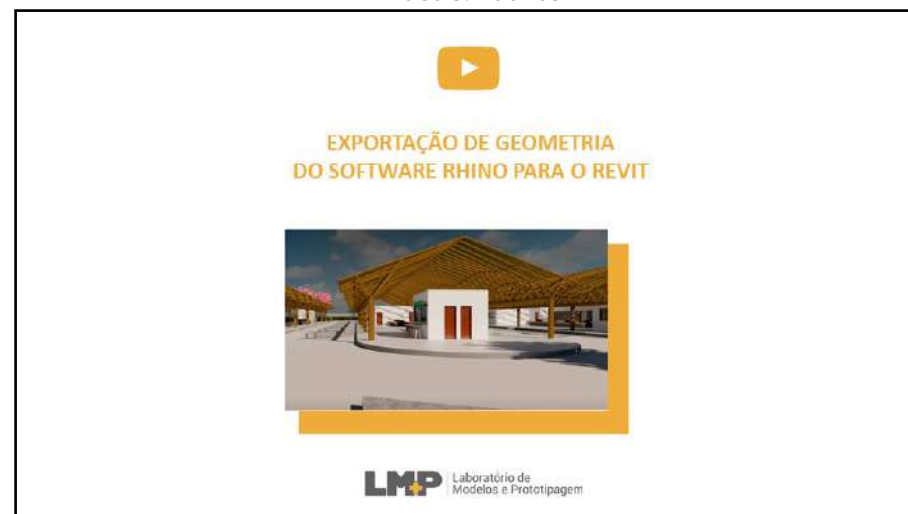 EXPORTAÇÃO DE GEOMETRIA
DO SOFTWARE RHINO PARA O REVIT
LMP
Laboratório de
Modelos e Prototipagem